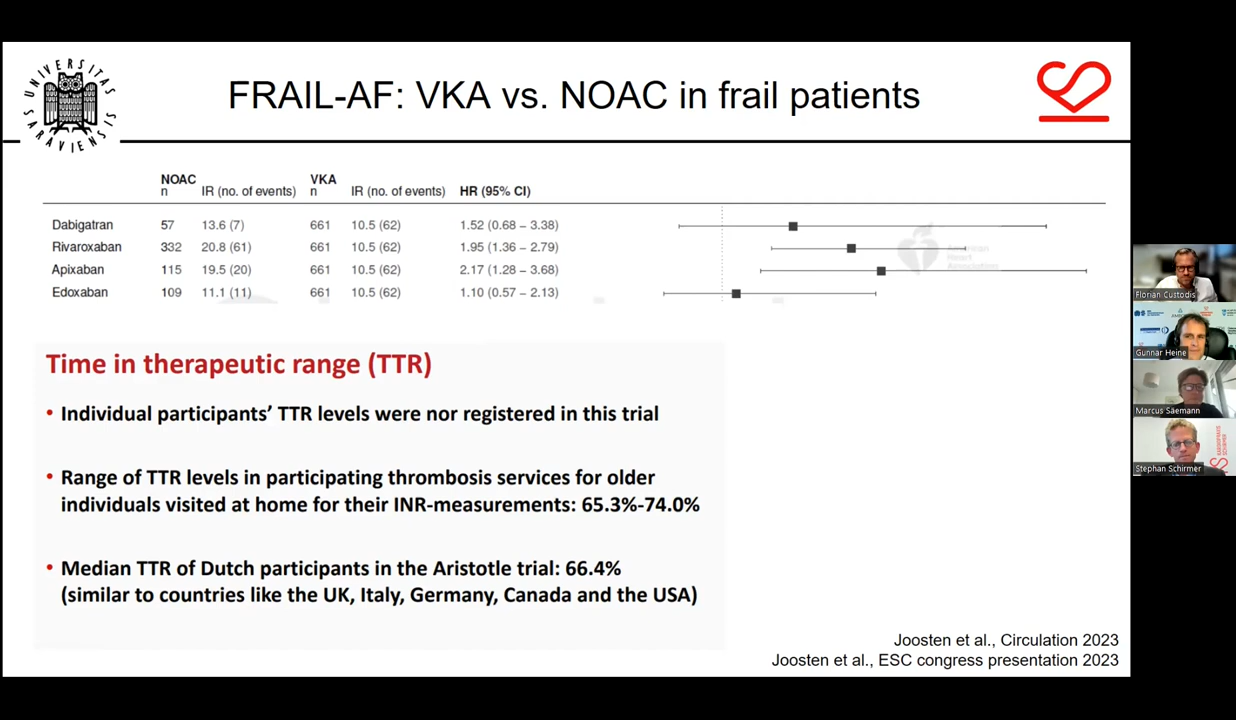 UNIVERSITAS
SARAVIENSIS
FRAIL-AF: VKA vs. NOAC in frail patients
NOAC VKA
n IR (no. of events) n IR (no. of events) HR (95% CI)
Dabigatran 57 13.6 (7) 661 10.5 (62) 1.52 (0.68 – 3.38)
Rivaroxaban 332 20.8 (61) 661 10.5 (62) 1.95 (1.36 – 2.79)
Apixaban 115 19.5 (20) 661 10.5 (62) 2.17 (1.28 – 3.68)
Edoxaban 109 11.1 (11) 661 10.5 (62) 1.10 (0.57 – 2.13)
American
Heart
Association
Time in therapeutic range (TTR)
• Individual participants’ TTR levels were nor registered in this trial
• Range of TTR levels in participating thrombosis services for older
individuals visited at home for their INR-measurements: 65.3%-74.0%
• Median TTR of Dutch participants in the Aristotle trial: 66.4%
(similar to countries like the UK, Italy, Germany, Canada and the USA)
Joosten et al., Circulation 2023
Joosten et al., ESC congress presentation 2023
Florian Custodis
Gunnar Heine
Marcus Säemann
Stephan Schirmer